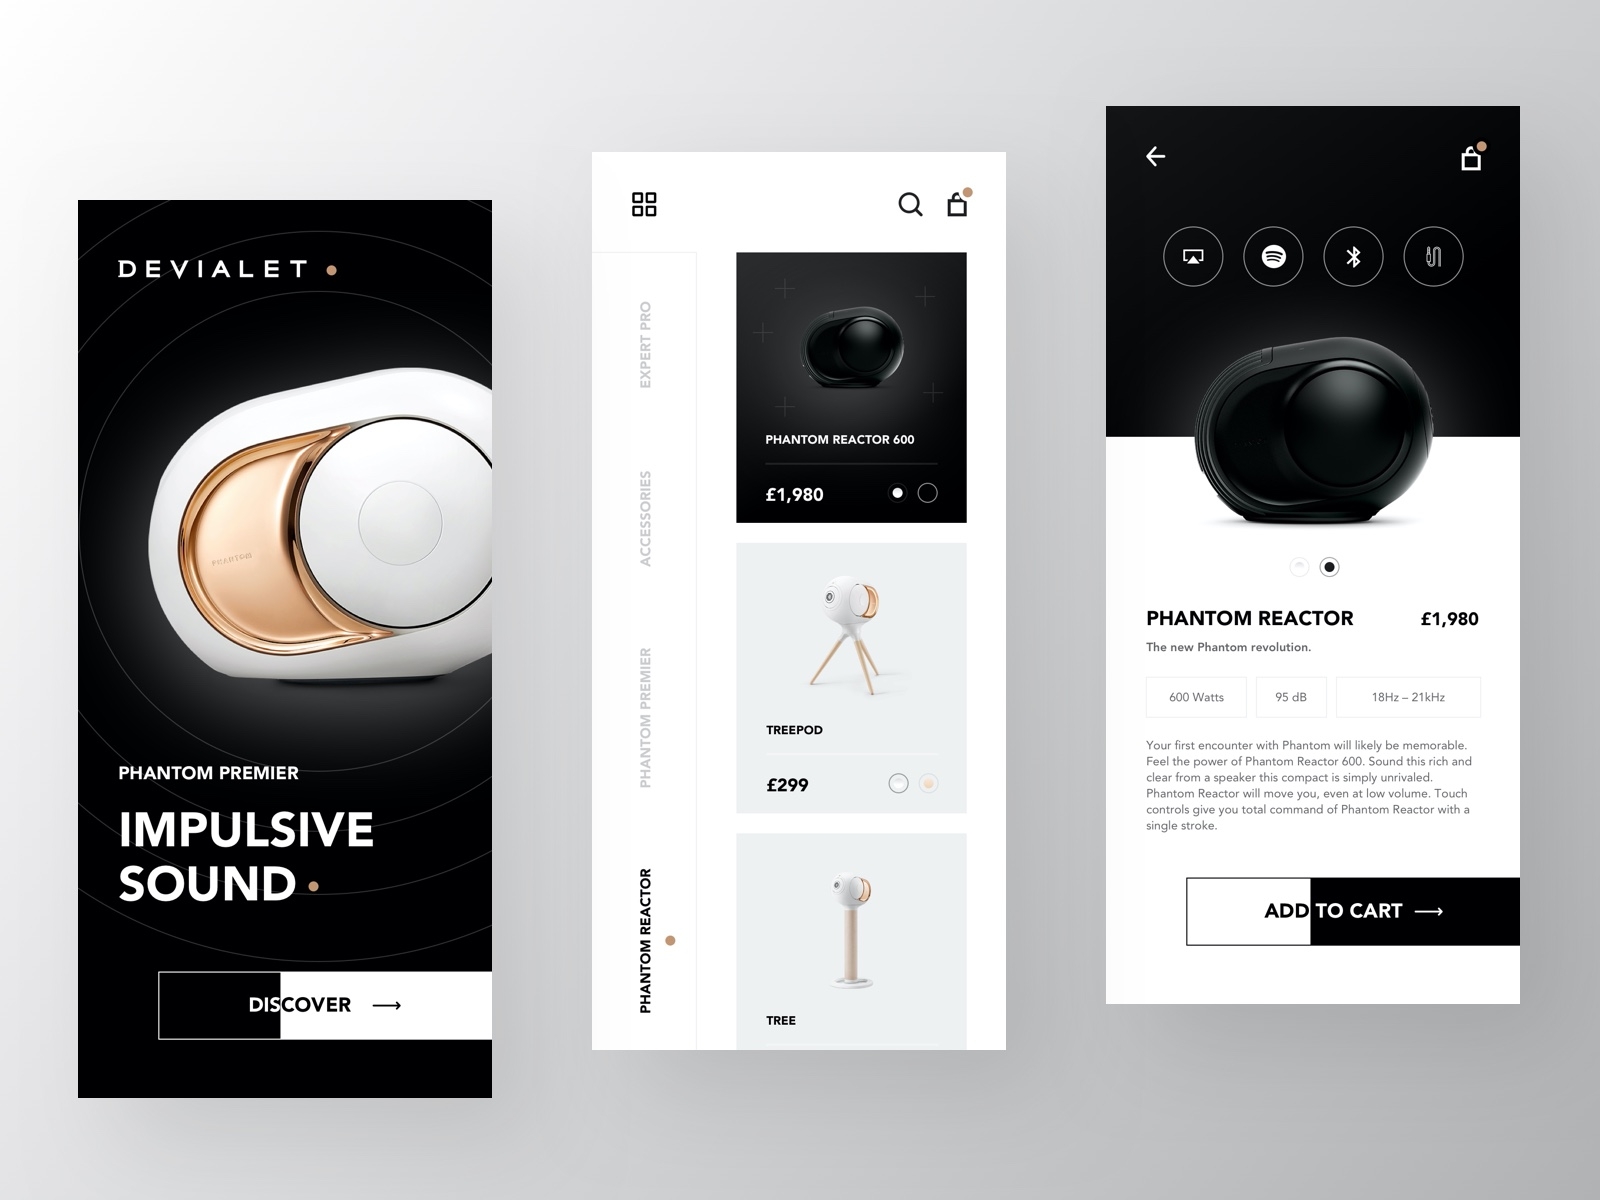 DEVIALET
PHANTOM
PHANTOM PREMIER
IMPULSIVE
SOUND
DISCOVER
EXPERT PRO
ACCESSORIES
PHANTOM PREMIER
PHANTOM REACTOR
PHANTOM REACTOR 600
£1,980
TREEPOD
£299
TREE
PHANTOM REACTOR
£1,980
The new Phantom revolution.
600 Watts
95 dB
18Hz – 21kHz
Your first encounter with Phantom will likely be memorable.
Feel the power of Phantom Reactor 600. Sound this rich and
clear from a speaker this compact is simply unrivaled.
Phantom Reactor will move you, even at low volume. Touch
controls give you total command of Phantom Reactor with a
single stroke.
ADD TO CART